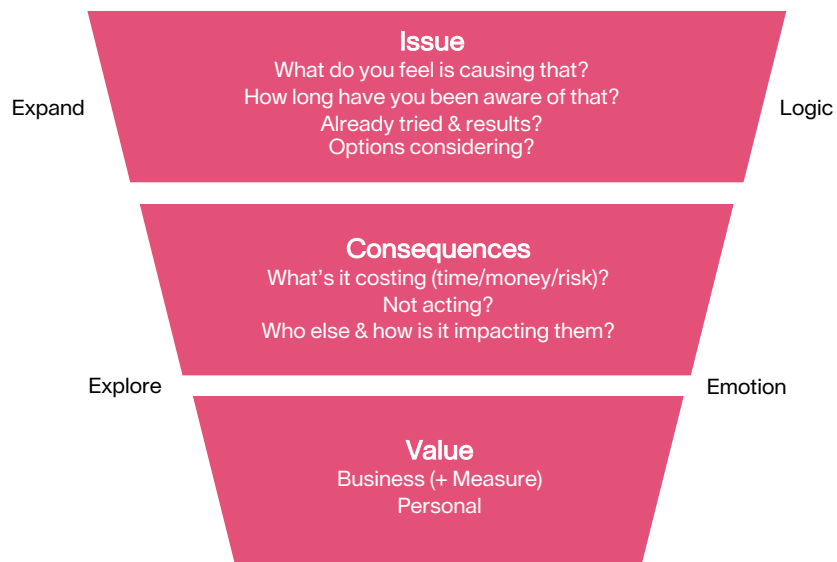 Issue
What do you feel is causing that?
Expand
How long have you been aware of that?
Logic
Already tried & results?
Options considering?
Consequences
What's it costing (time/money/risk)?
Not acting?
Who else & how is it impacting them?
Explore
Emotion
Value
Business (+ Measure)
Personal